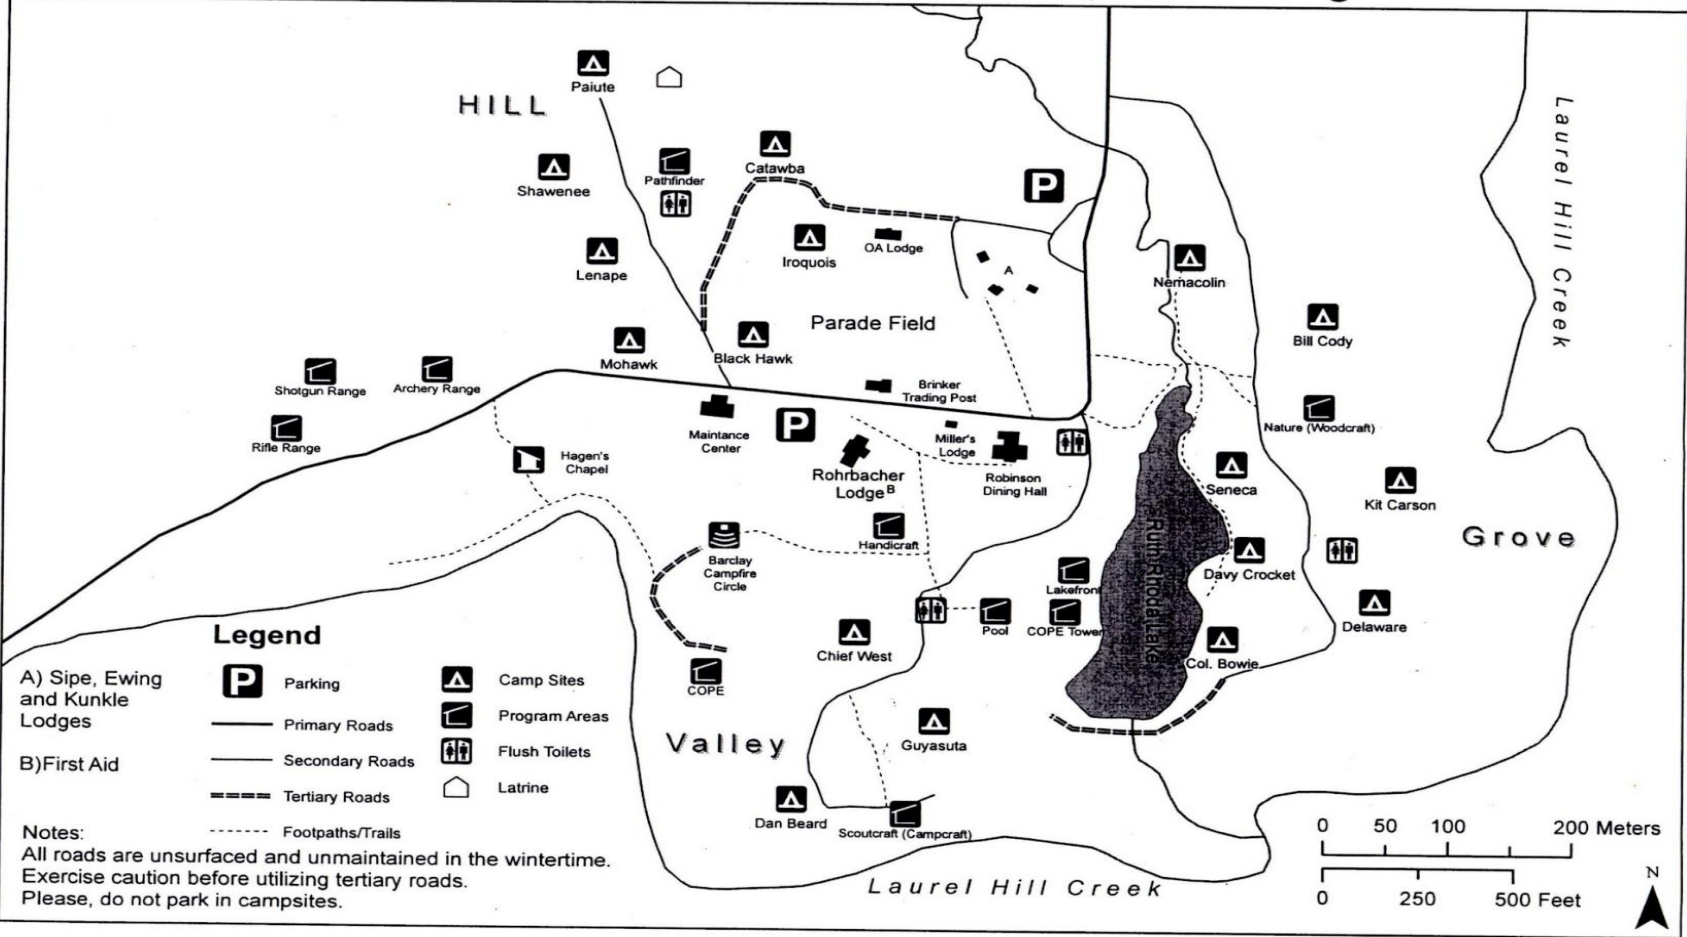 Paiute
HILL
Catawba
Shawenee
Pathfinder
P
OA Lodge
Iroquois
Lenape
A
Nemacolin
Laurel Hill Creek
Parade Field
Bill Cody
Mohawk
Black Hawk
Shotgun Range
Archery Range
Brinker
Trading Post
Rifle Range
Maintance
Center
P
Miller's
Lodge
Nature (Woodcraft)
Hagen's
Chapel
Rohrbacher
Lodge B
Robinson
Dining Hall
Seneca
Kit Carson
Grove
Handicraft
Barclay
Campfire
Circle
Lakefront
Davy Crocket
Pool
COPE Tower
Run Rhoda Lake
Delaware
Chief West
Col. Bowie
COPE
Valley
Guyasuta
Dan Beard
Scoutcraft (Campcraft)
Laurel Hill Creek
Legend
A) Sipe, Ewing
and Kunkle
Lodges
B)First Aid
P Parking
Primary Roads
Secondary Roads
Tertiary Roads
Footpaths/Trails
Camp Sites
Program Areas
Flush Toilets
Latrine
Notes:
All roads are unsurfaced and unmaintained in the wintertime.
Exercise caution before utilizing tertiary roads.
Please, do not park in campsites.
0 50 100 200 Meters
0 250 500 Feet
N